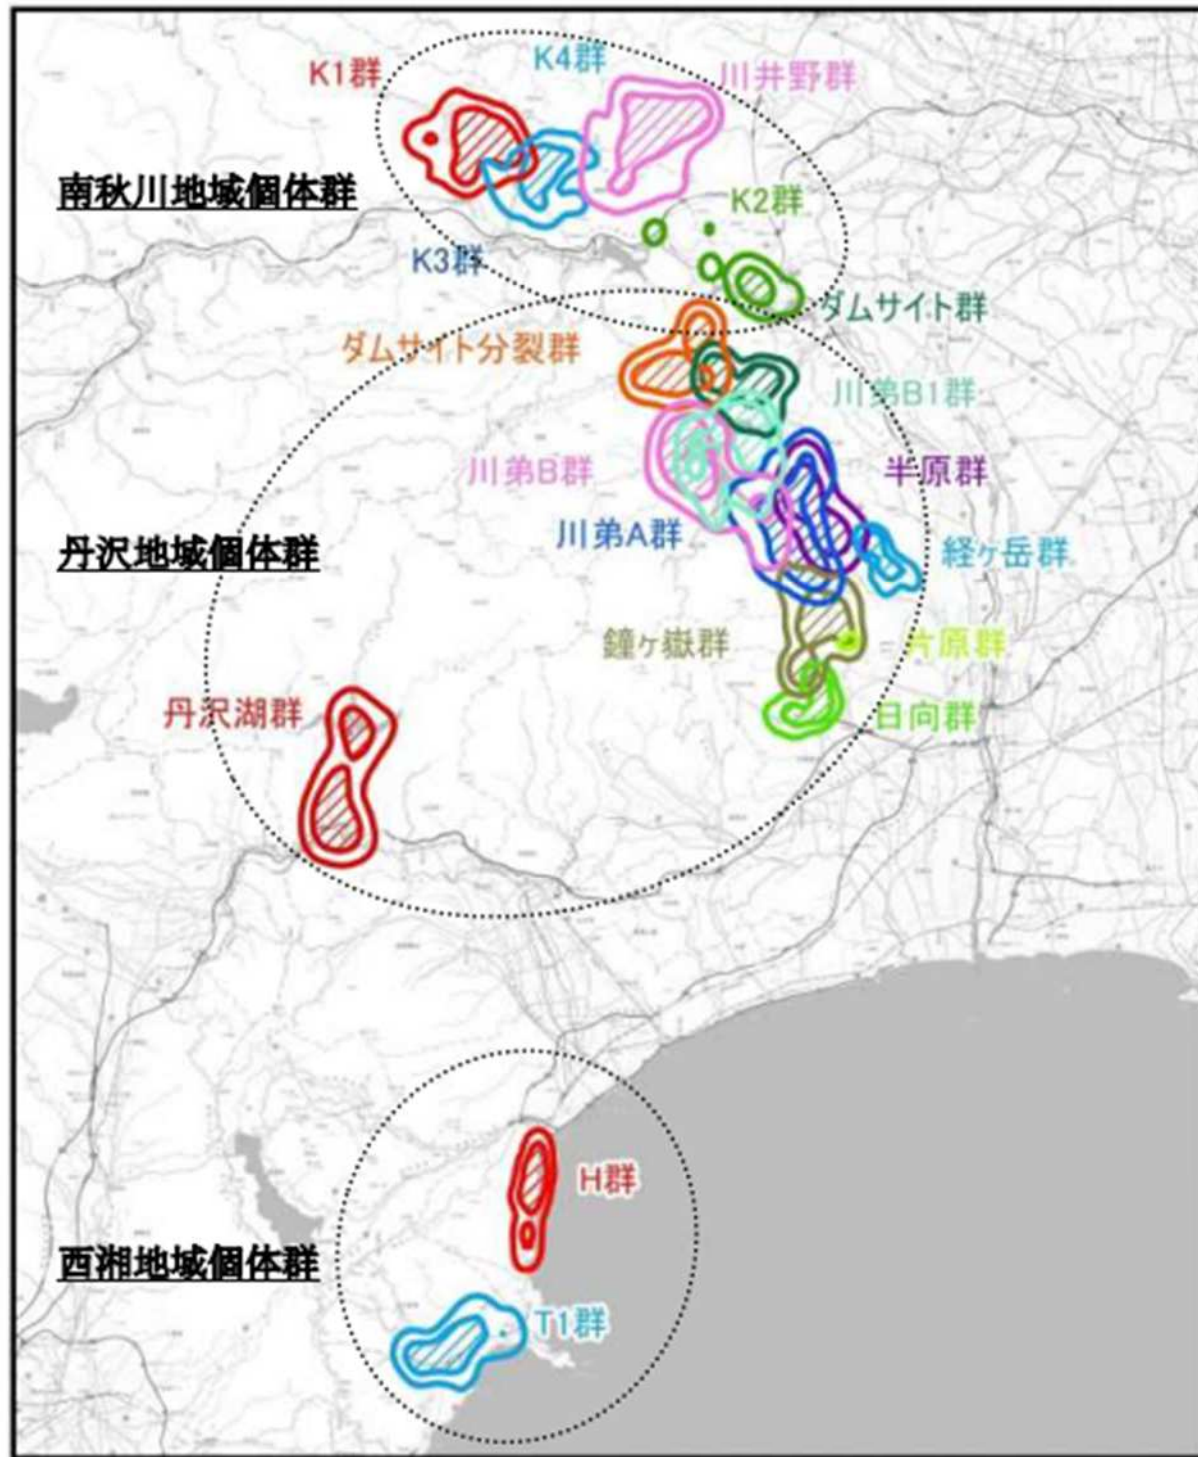 K1群
K4群
川井野群
南秋川地域個体群
K2群
K3群
ダムサイト群
ダムサイト分裂群
川弟B1群
川弟B群
半原群
川弟A群
経ヶ岳群
丹沢地域個体群
鐘ヶ嶽群
片原群
丹沢湖群
日向群
H群
西湘地域個体群
T1群